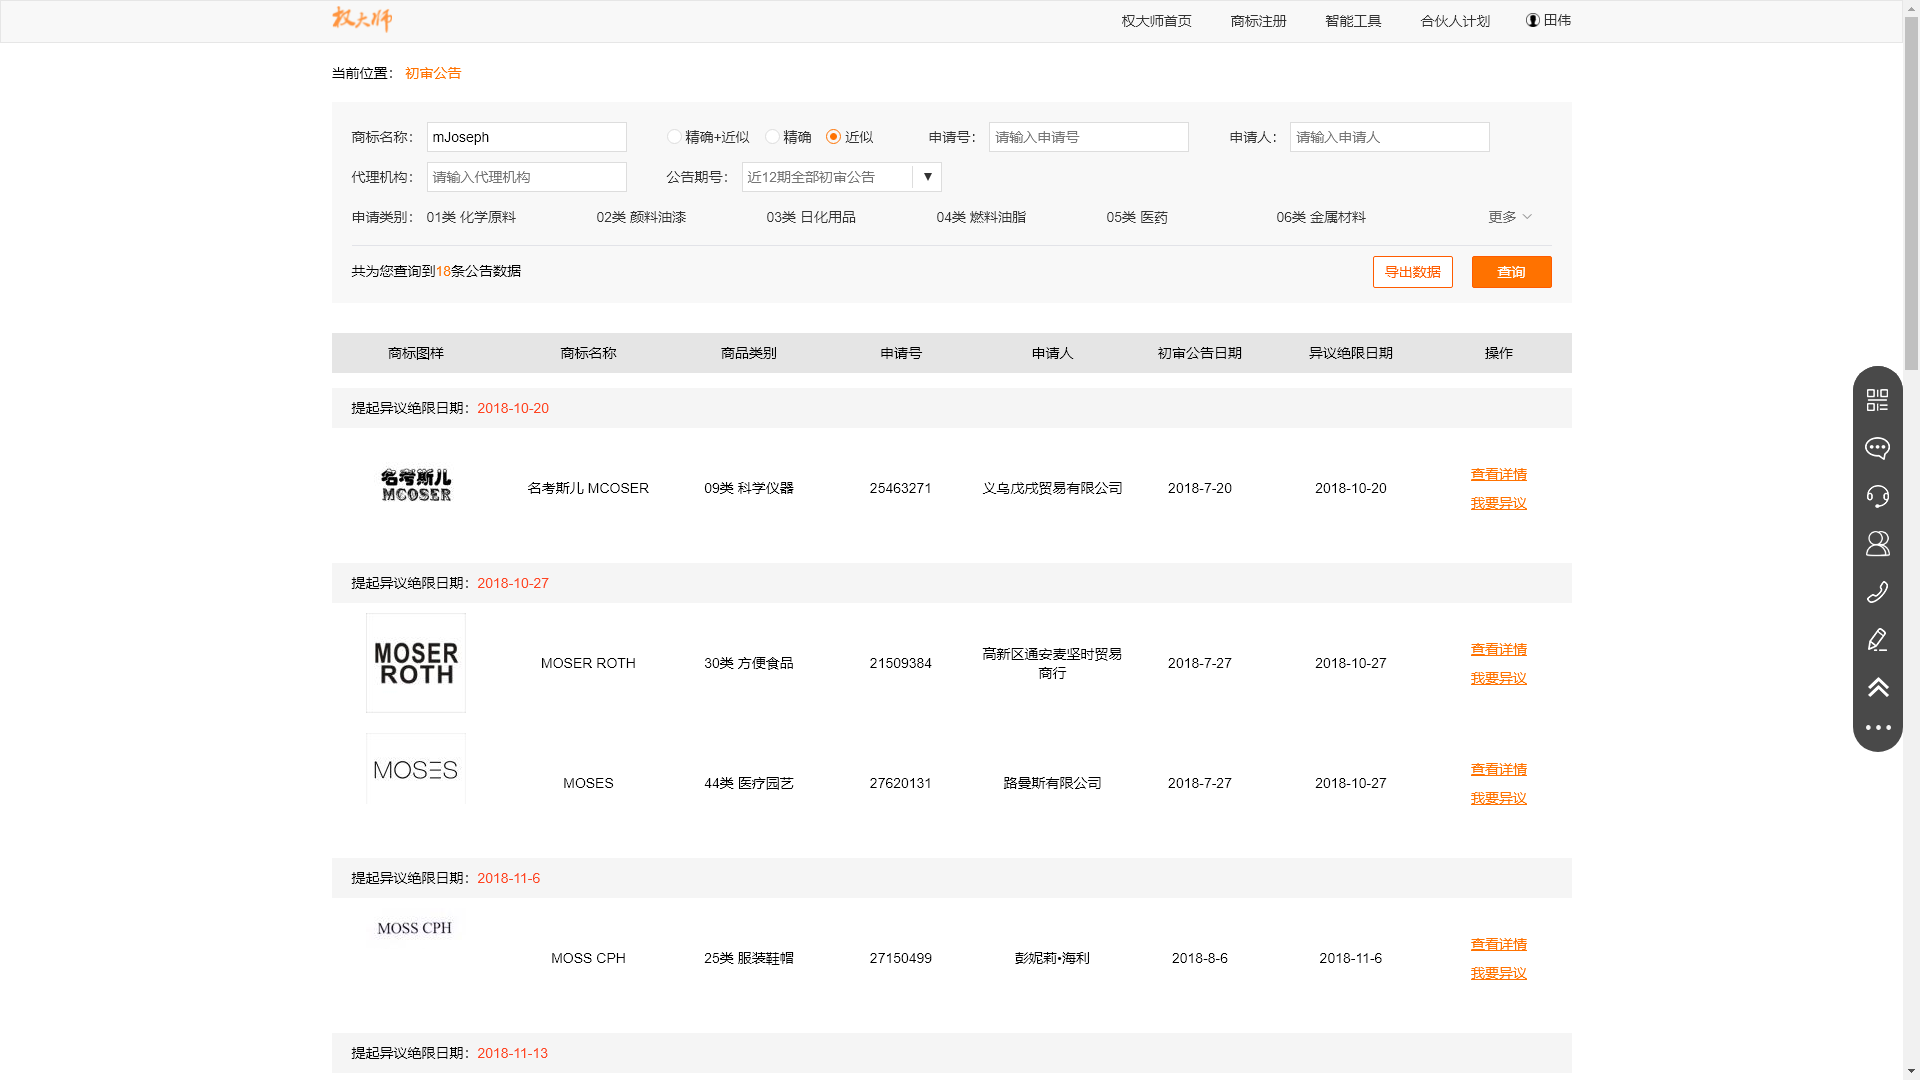 权大师
权大师首页 商标注册 智能工具 合伙人计划 田伟
当前位置： 初审公告
商标名称： mJoseph 精确+近似 精确 近似 申请号： 请输入申请号 申请人： 请输入申请人
代理机构： 请输入代理机构 公告期号： 近12期全部初审公告 ▼
申请类别： 01类 化学原料 02类 颜料油漆 03类 日化用品 04类 燃料油脂 05类 医药 06类 金属材料 更多
共为您查询到18条公告数据 导出数据 查询
商标图样 商标名称 商品类别 申请号 申请人 初审公告日期 异议绝限日期 操作
提起异议绝限日期：2018-10-20
名考斯儿
MCOSER
名考斯儿 MCOSER 09类 科学仪器 25463271 义乌戊戌贸易有限公司 2018-7-20 2018-10-20 查看详情
我要异议
提起异议绝限日期：2018-10-27
MOSER
ROTH
MOSER ROTH 30类 方便食品 21509384 高新区通安麦坚时贸易
商行 2018-7-27 2018-10-27 查看详情
我要异议
MOSES
MOSES 44类 医疗园艺 27620131 路曼斯有限公司 2018-7-27 2018-10-27 查看详情
我要异议
提起异议绝限日期：2018-11-6
MOSS CPH
MOSS CPH 25类 服装鞋帽 27150499 彭妮莉•海利 2018-8-6 2018-11-6 查看详情
我要异议
提起异议绝限日期：2018-11-13